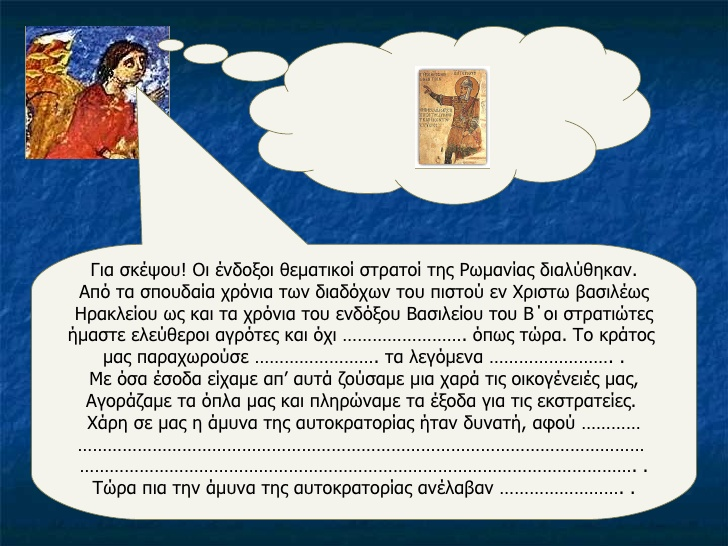 Για σκέψου! Οι ένδοξοι θεματικοί στρατοί της Ρωμανίας διαλύθηκαν.
Από τα σπουδαία χρόνια των διαδόχων του πιστού εν Χριστω βασιλέως
Ηρακλείου ως και τα χρόνια του ενδόξου Βασιλείου του Β΄οι στρατιώτες
ήμαστε ελεύθεροι αγρότες και όχι ……………………. όπως τώρα. Το κράτος
μας παραχωρούσε ……………………. τα λεγόμενα ……………………. .
Με όσα έσοδα είχαμε απ’ αυτά ζούσαμε μια χαρά τις οικογένειές μας,
Αγοράζαμε τα όπλα μας και πληρώναμε τα έξοδα για τις εκστρατείες.
Χάρη σε μας η άμυνα της αυτοκρατορίας ήταν δυνατή, αφού …………
……………………………………………………………………………………………………
…………………………………………………………………………………………………. .
Τώρα πια την άμυνα της αυτοκρατορίας ανέλαβαν ……………………. .